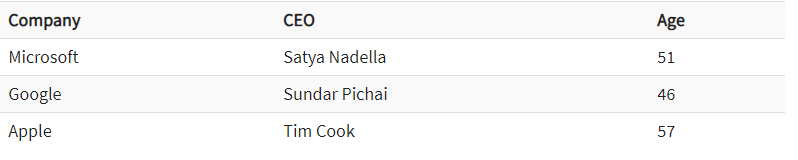 Company CEO Age
Microsoft Satya Nadella 51
Google Sundar Pichai 46
Apple Tim Cook 57